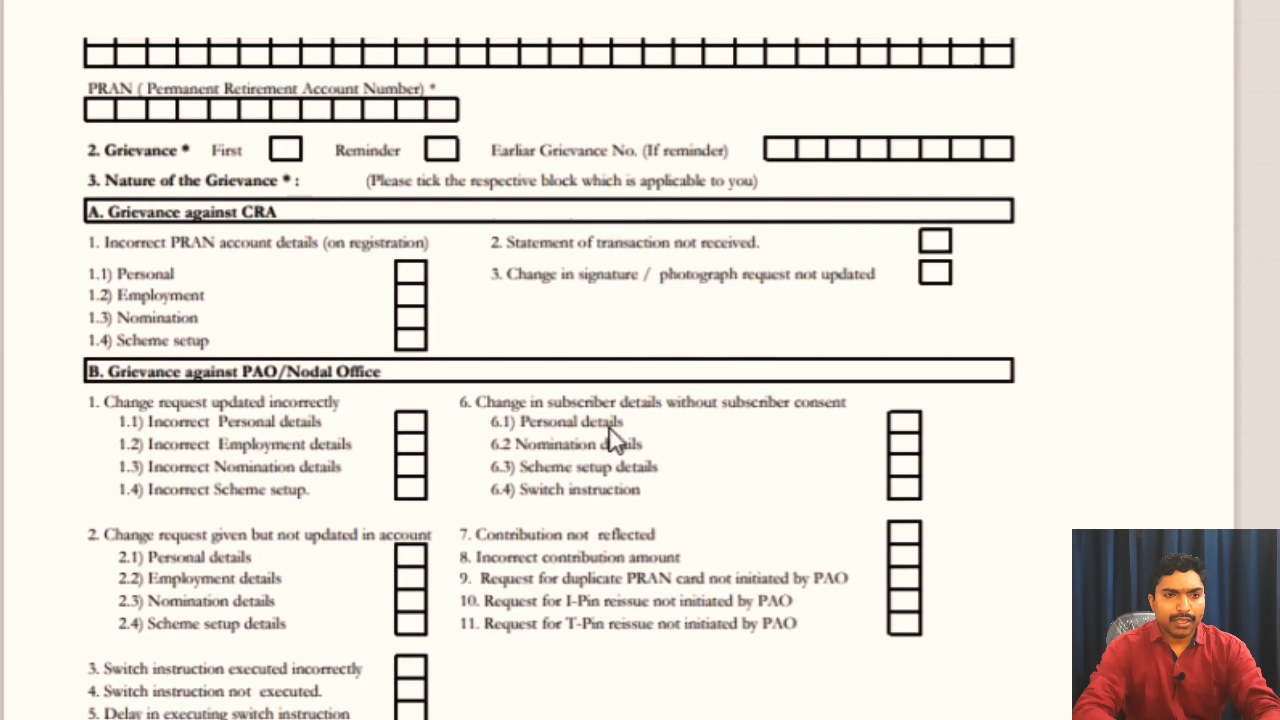 PRAN ( Permanent Retirement Account Number) *
2. Grievance * First Reminder Earliar Grievance No. (If reminder)
3. Nature of the Grievance * : (Please tick the respective block which is applicable to you)
A. Grievance against CRA
1. Incorrect PRAN account details (on registration)
1.1) Personal
1.2) Employment
1.3) Nomination
1.4) Scheme setup
2. Statement of transaction not received.
3. Change in signature / photograph request not updated
B. Grievance against PAO/Nodal Office
1. Change request updated incorrectly
1.1) Incorrect Personal details
1.2) Incorrect Employment details
1.3) Incorrect Nomination details
1.4) Incorrect Scheme setup.
2. Change request given but not updated in account
2.1) Personal details
2.2) Employment details
2.3) Nomination details
2.4) Scheme setup details
3. Switch instruction executed incorrectly
4. Switch instruction not executed.
5. Delay in executing switch instruction
6. Change in subscriber details without subscriber consent
6.1) Personal details
6.2 Nomination details
6.3) Scheme setup details
6.4) Switch instruction
7. Contribution not reflected
8. Incorrect contribution amount
9. Request for duplicate PRAN card not initiated by PAO
10. Request for I-Pin reissue not initiated by PAO
11. Request for T-Pin reissue not initiated by PAO